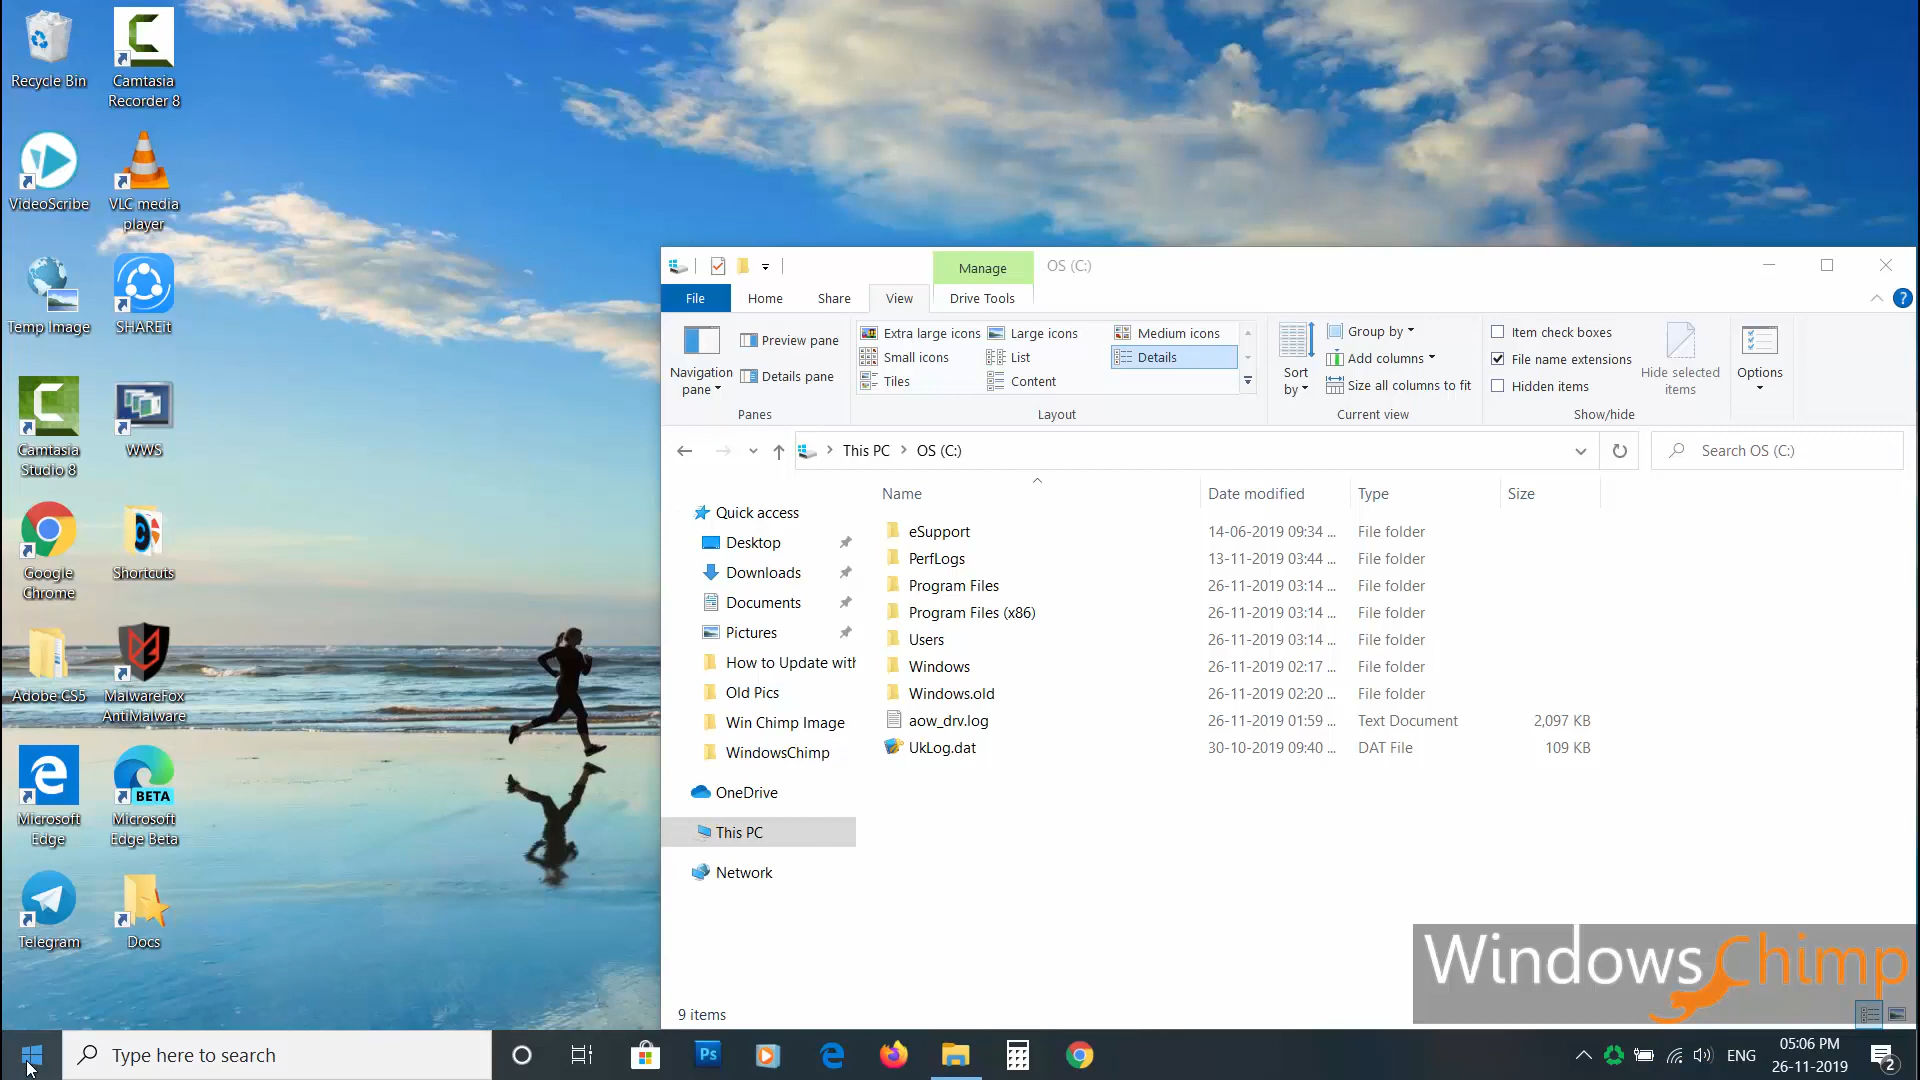 Recycle Bin
Camtasia
Recorder 8
VideoScribe
VLC media
player
Temp Image
SHAREit
Camtasia
Studio 8
WWS
Google
Chrome
Shortcuts
Adobe CS5
MalwareFox
AntiMalware
Microsoft
Edge
BETA
Microsoft
Edge Beta
Telegram
Docs
Manage
OS (C:)
File
Home
Share
View
Drive Tools
?
Navigation
pane
Preview pane
Details pane
Panes
Extra large icons
Large icons
Medium icons
Small icons
List
Details
Tiles
Content
Layout
Sort
by
Group by
Add columns
Size all columns to fit
Current view
Item check boxes
File name extensions
Hidden items
Hide selected
items
Show/hide
Options
This PC > OS (C:)
Search OS (C:)
Name
Date modified
Type
Size
Quick access
Desktop
Downloads
Documents
Pictures
How to Update with
Old Pics
Win Chimp Image
WindowsChimp
OneDrive
This PC
Network
eSupport 14-06-2019 09:34 ... File folder
PerfLogs 13-11-2019 03:44 ... File folder
Program Files 26-11-2019 03:14 ... File folder
Program Files (x86) 26-11-2019 03:14 ... File folder
Users 26-11-2019 03:14 ... File folder
Windows 26-11-2019 02:17 ... File folder
Windows.old 26-11-2019 02:20 ... File folder
aow_drv.log 26-11-2019 01:59 ... Text Document 2,097 KB
UkLog.dat 30-10-2019 09:40 ... DAT File 109 KB
9 items
WindowsChimp
Type here to search
Ps
ENG
05:06 PM
26-11-2019
2